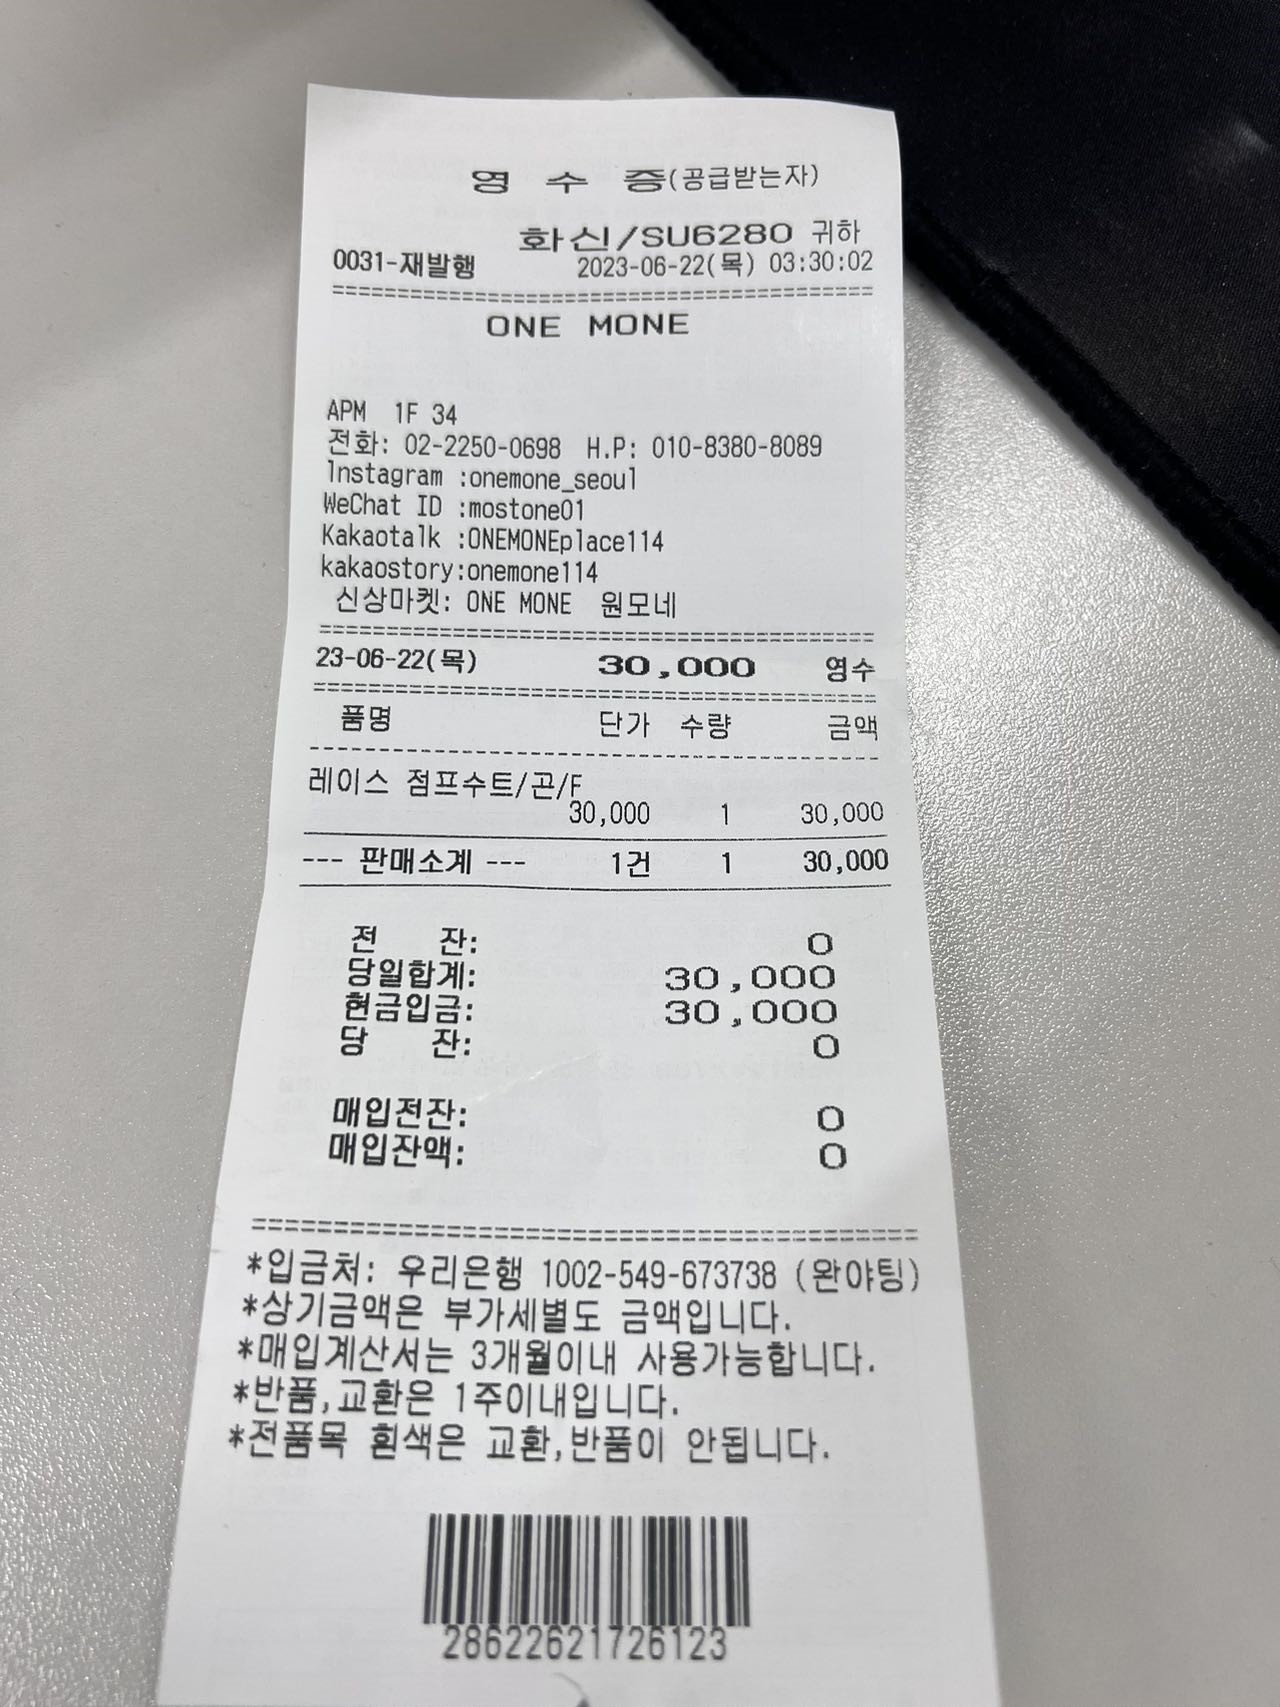 영 수 증(공급받는자)
화신/SU6280 귀하
0031-재발행 2023-06-22(목) 03:30:02
ONE MONE
APM 1F 34
전화: 02-2250-0698 H.P: 010-8380-8089
Instagram :onemone_seoul
WeChat ID :mostone01
Kakaotalk :ONEMONEplace114
kakaostory:onemone114
신상마켓: ONE MONE 원모네
23-06-22(목) 30,000 영수
품명 단가 수량 금액
레이스 점프수트/곤/F
30,000 1 30,000
--- 판매소계 --- 1건 1 30,000
전 잔: 0
당일합계: 30,000
현금입금: 30,000
당 잔: 0
매입전잔: 0
매입잔액: 0
*입금처: 우리은행 1002-549-673738 (완야팅)
*상기금액은 부가세별도 금액입니다.
*매입계산서는 3개월이내 사용가능합니다.
*반품,교환은 1주이내입니다.
*전품목 흰색은 교환,반품이 안됩니다.
28622621726123